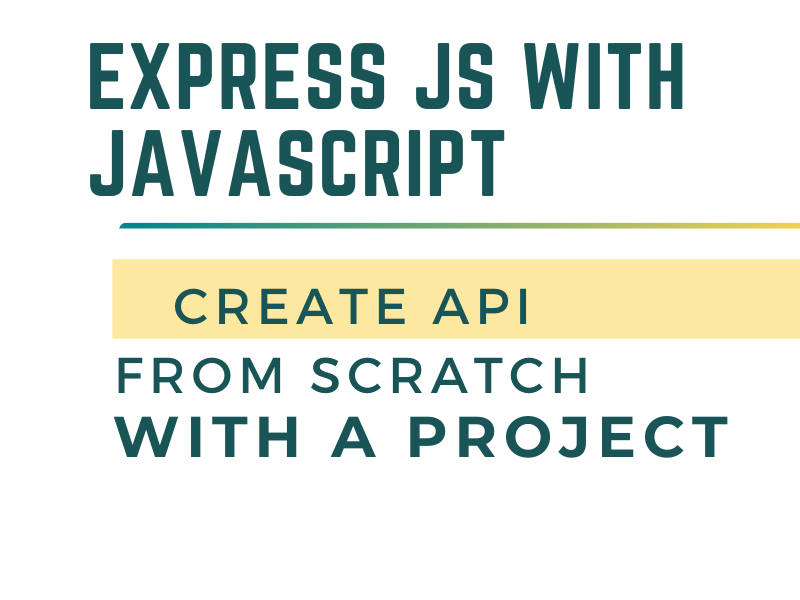 EXPRESS JS WITH
JAVASCRIPT
CREATE API
FROM SCRATCH
WITH A PROJECT